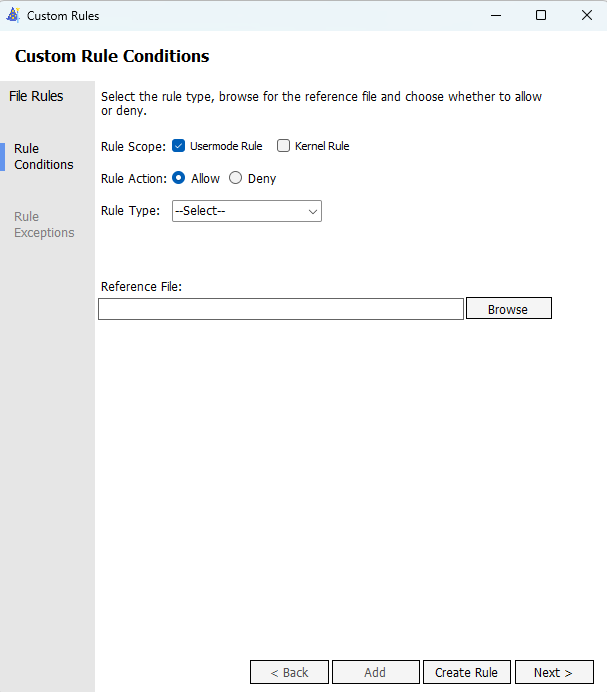 Custom Rules
Custom Rule Conditions
File Rules
Rule
Conditions
Rule
Exceptions
Select the rule type, browse for the reference file and choose whether to allow
or deny.
Rule Scope: Usermode Rule Kernel Rule
Rule Action: Allow Deny
Rule Type: --Select--
Reference File:
Browse
< Back Add Create Rule Next >